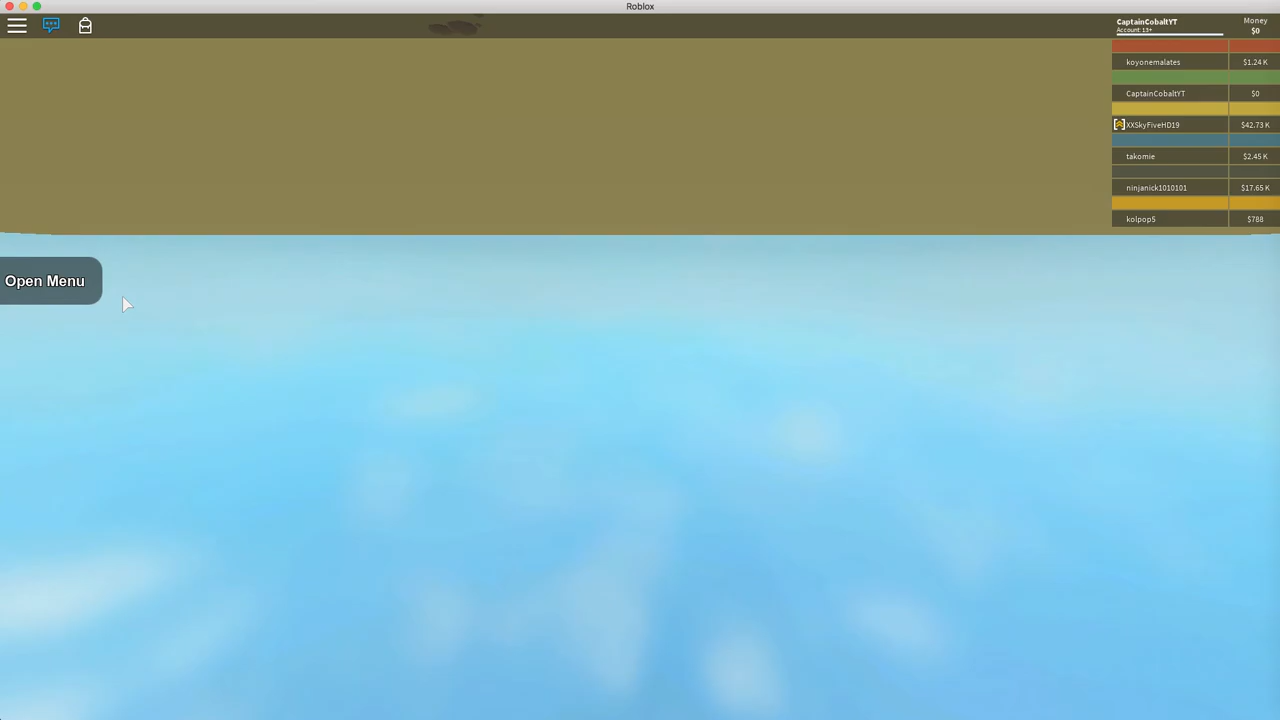 Roblox
CaptainCobaltYT
Account: 13+
Money
$0
koyonemalates $1.24 K
CaptainCobaltYT $0
XXSkyFiveHD19 $42.73 K
takomie $2.45 K
ninjanick1010101 $17.65 K
kolpop5 $788
Open Menu